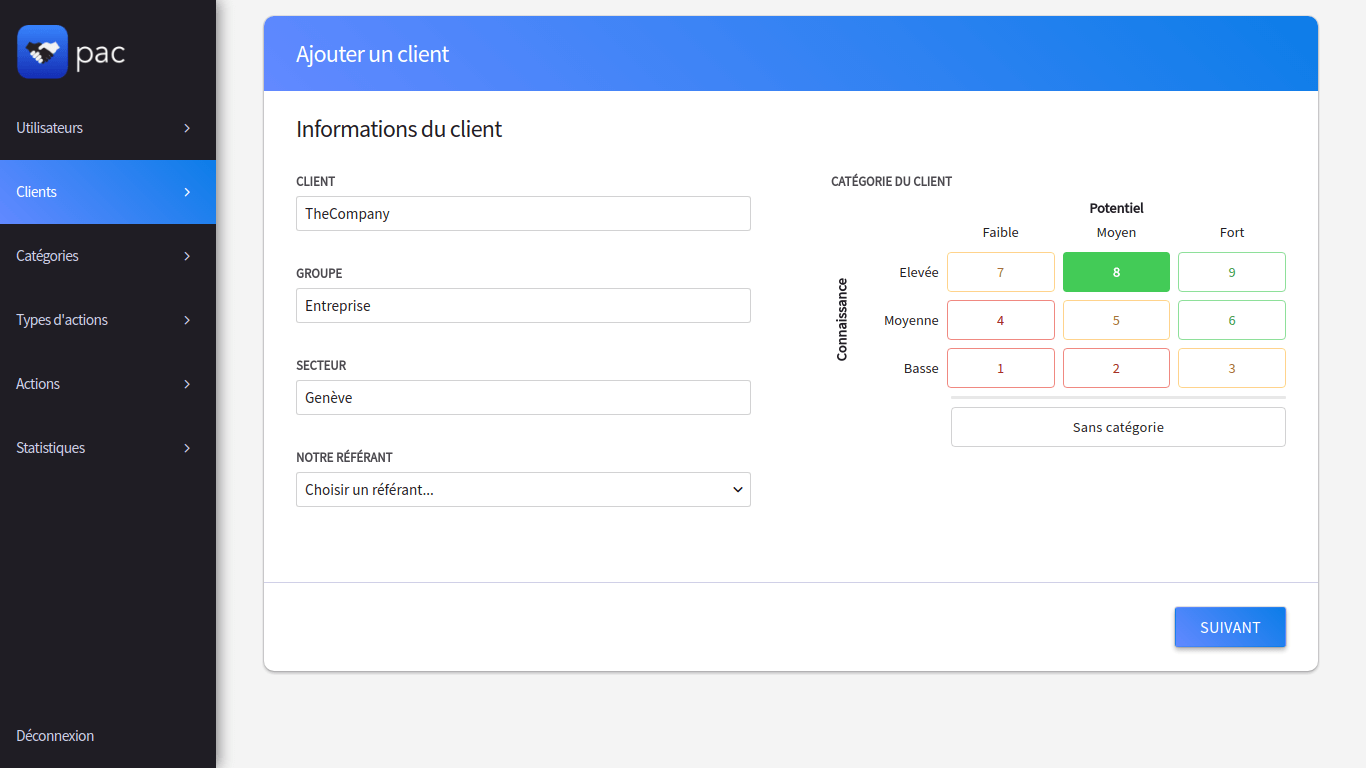 pac
Utilisateurs
Clients
Catégories
Types d'actions
Actions
Statistiques
Déconnexion
Ajouter un client
Informations du client
CLIENT
TheCompany
GROUPE
Entreprise
SECTEUR
Genève
NOTRE RÉFÉRANT
Choisir un référant...
CATÉGORIE DU CLIENT
Potentiel
Faible Moyen Fort
Connaissance
Elevée 7 8 9
Moyenne 4 5 6
Basse 1 2 3
Sans catégorie
SUIVANT